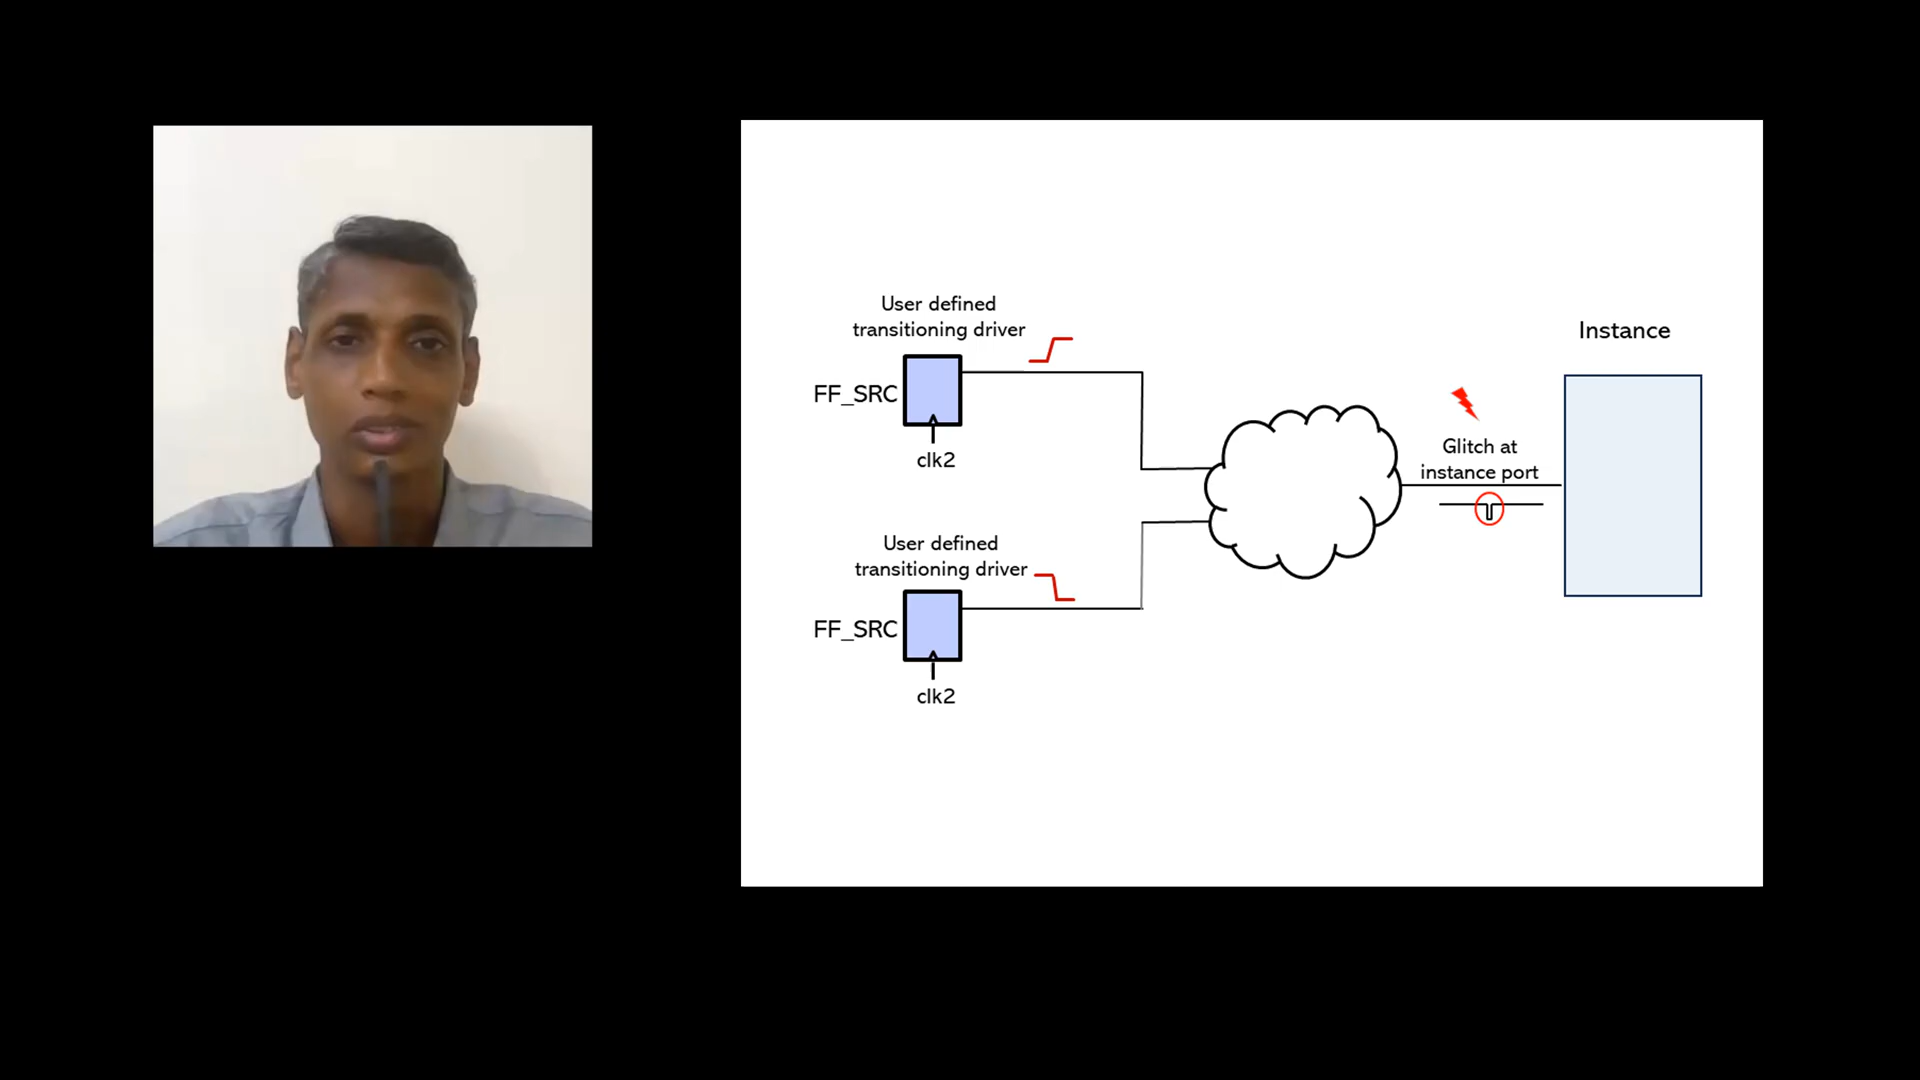 User defined
transitioning driver
FF_SRC
clk2
User defined
transitioning driver
FF_SRC
clk2
Glitch at
instance port
Instance